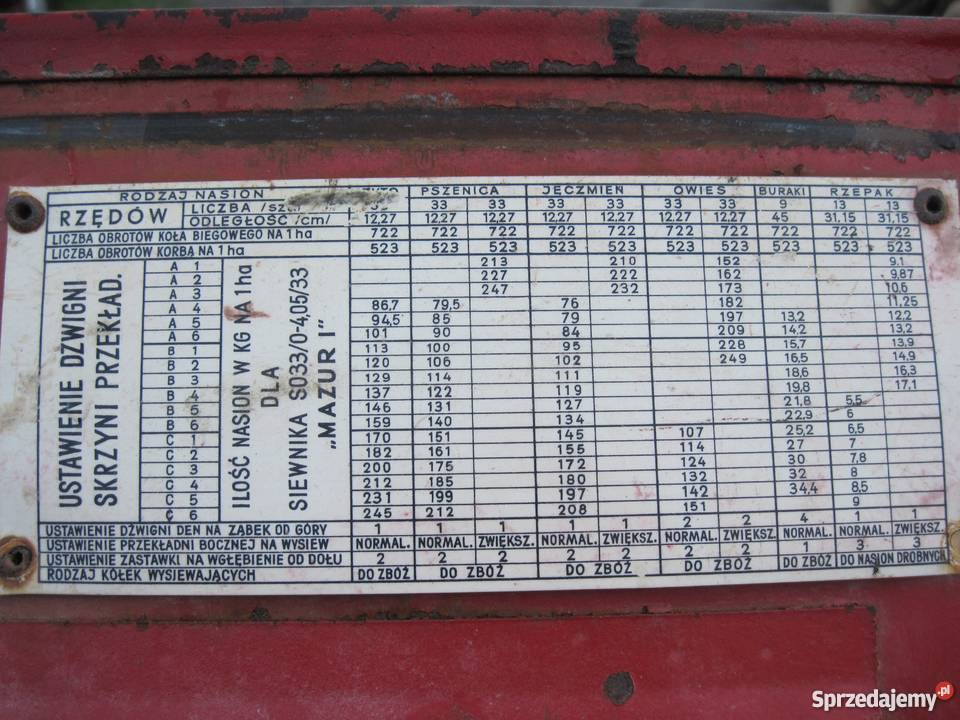 RODZAJ NASION PSZENICA JĘCZMIEŃ OWIES BURAKI RZEPAK
RZĘDÓW
LICZBA 33 33 33 33 33 33 9 13 13
ODLEGŁOŚĆ /cm/ 12,27 12,27 12,27 12,27 12,27 12,27 12,27 45 31,15 31,15
LICZBA OBROTÓW KOŁA BIEGOWEGO NA 1 ha 722 722 722 722 722 722 722 722 722 722
LICZBA OBROTÓW KORBĄ NA 1 ha 523 523 523 523 523 523 523 523 523 523
USTAWIENIE DŹWIGNI
SKRZYNI PRZEKŁAD.
ILOŚĆ NASION W KG NA 1 ha
DLA
SIEWNIKA S033/0-4,05/33
„MAZUR I"
A 1 213 210 152 9,1
A 2 227 222 162 9,87
A 3 247 232 173 10,6
A 4 86,7 79,5 76 182 11,25
A 5 94,5 85 79 197 13,2 12,2
A 6 101 90 84 209 14,2 13,2
B 1 113 100 95 228 15,7 13,9
B 2 120 106 102 249 16,5 14,9
B 3 129 114 111 18,6 16,3
B 4 137 122 119 19,8 17,1
B 5 146 131 127 21,8 5,5
B 6 159 140 134 22,9 6
C 1 170 151 145 107 25,2 6,5
C 2 182 161 155 114 27 7
C 3 200 175 172 124 30 7,8
C 4 212 185 180 132 32 8
C 5 231 199 197 142 34,4 8,5
C 6 245 212 208 151 9
USTAWIENIE DŹWIGNI DEN NA ZĄBEK OD GÓRY 1 1 1 1 1 2 2 4 1 1
USTAWIENIE PRZEKŁADNI BOCZNEJ NA WYSIEW NORMAL. NORMAL. ZWIĘKSZ. NORMAL. ZWIĘKSZ. NORMAL. ZWIĘKSZ. NORMAL. NORMAL. ZWIĘKSZ.
USTAWIENIE ZASTAWKI NA WGŁĘBIENIE OD DOŁU 2 2 2 2 2 2 2 1 3 3
RODZAJ KÓŁEK WYSIEWAJĄCYCH DO ZBÓŻ DO ZBÓŻ DO ZBÓŻ DO ZBÓŻ DO ZBÓŻ DO NASION DROBNYCH
Sprzedajemy.pl